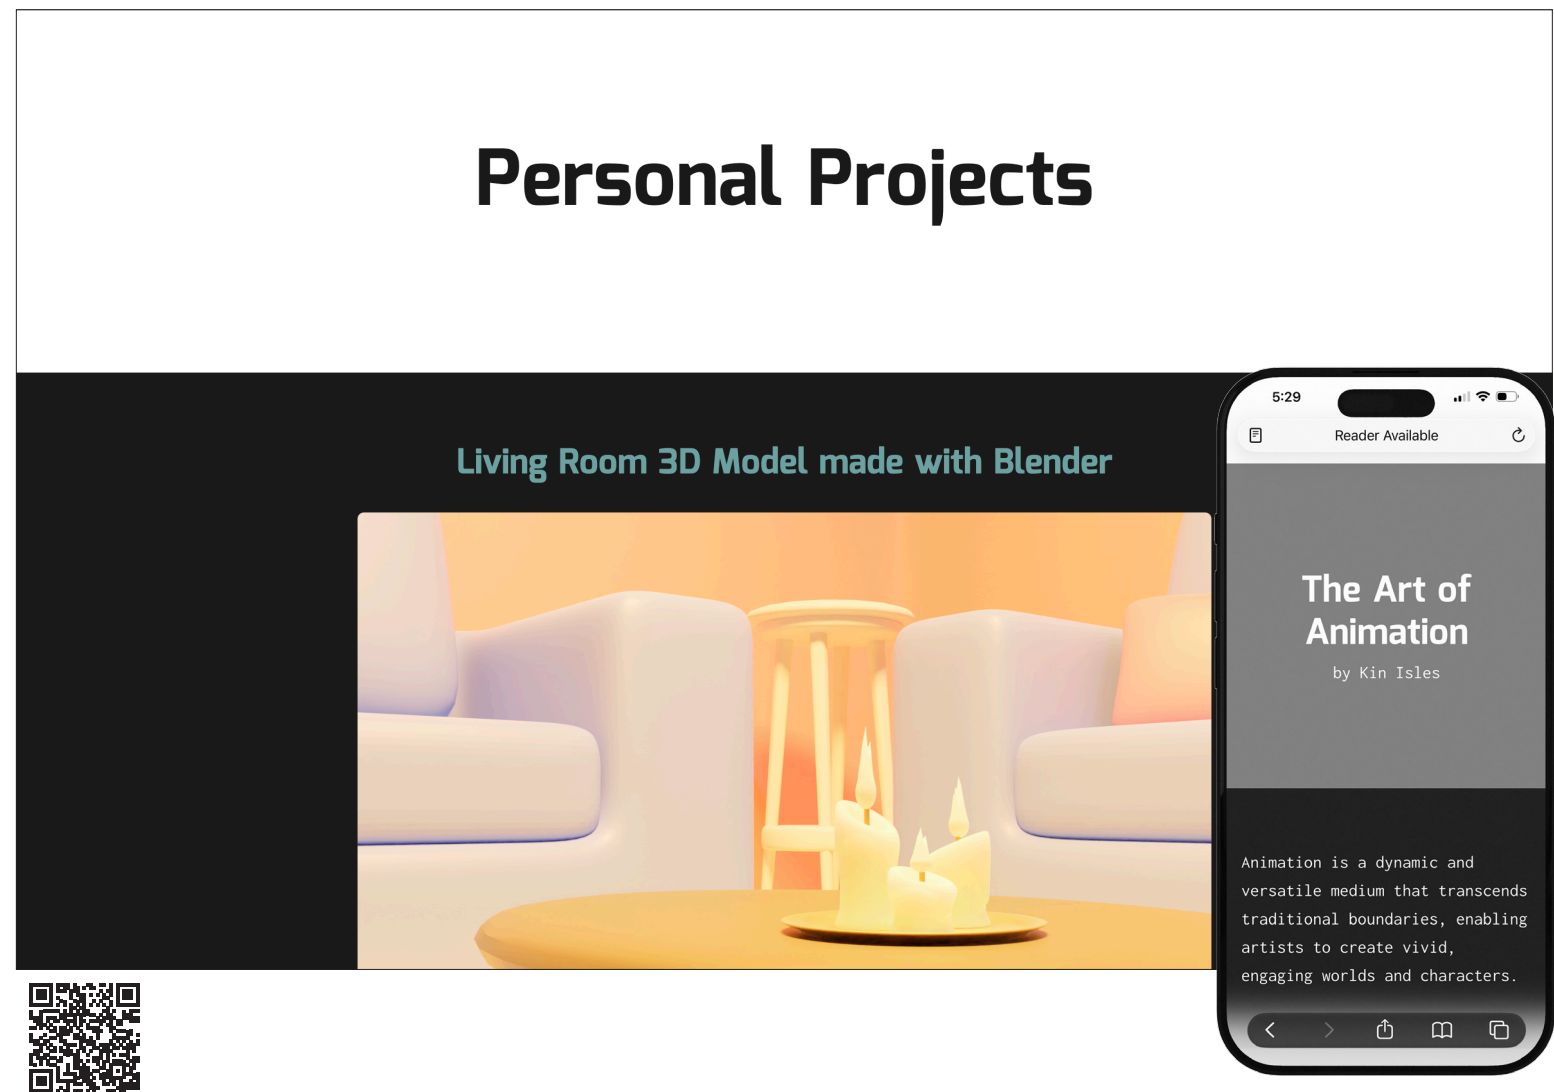 Personal Projects
Living Room 3D Model made with Blender
5:29
Reader Available
The Art of
Animation
by Kin Isles
Animation is a dynamic and
versatile medium that transcends
traditional boundaries, enabling
artists to create vivid,
engaging worlds and characters.